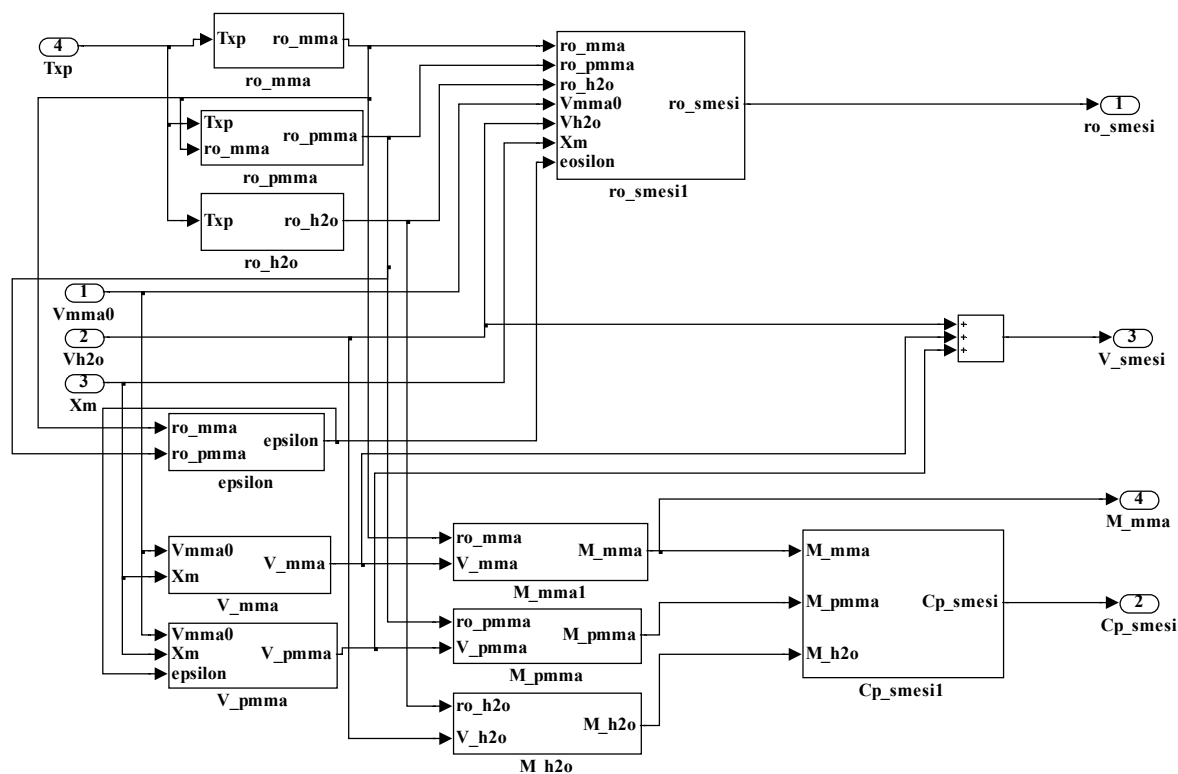 4
Txp
Txp
ro_mma
ro_mma
Txp
ro_mma
ro_pmma
ro_pmma
Txp
ro_h2o
ro_h2o
ro_mma
ro_pmma
ro_h2o
Vmma0
Vh2o
Xm
eosilon
ro_smesi
ro_smesi1
1
ro_smesi
1
Vmma0
2
Vh2o
3
Xm
+
+
+
3
V_smesi
ro_mma
ro_pmma
epsilon
epsilon
Vmma0
Xm
V_mma
V_mma
Vmma0
Xm
epsilon
V_pmma
V_pmma
ro_mma
V_mma
M_mma
M_mma1
ro_pmma
V_pmma
M_pmma
M_pmma
ro_h2o
V_h2o
M_h2o
M_h2o
M_mma
M_pmma
M_h2o
Cp_smesi
Cp_smesi1
4
M_mma
2
Cp_smesi